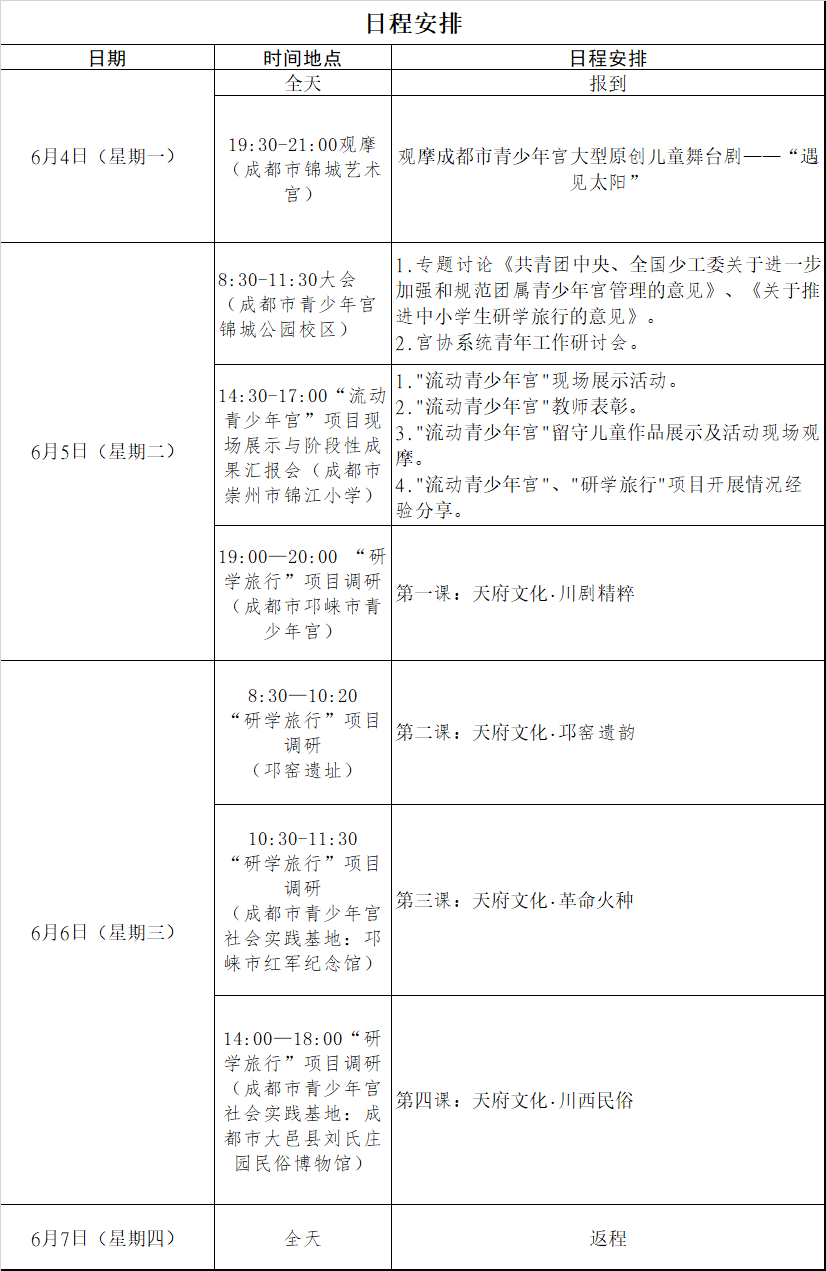 日程安排
日期
时间地点
日程安排
6月4日（星期一）
全天
报到
19:30-21:00观摩
（成都市锦城艺术
宫）
观摩成都市青少年宫大型原创儿童舞台剧——“遇
见太阳”
6月5日（星期二）
8:30-11:30大会
（成都市青少年宫
锦城公园校区）
1.专题讨论《共青团中央、全国少工委关于进一步
加强和规范团属青少年宫管理的意见》、《关于推
进中小学生研学旅行的意见》。
2.宫协系统青年工作研讨会。
14:30-17:00“流动
青少年宫”项目现
场展示与阶段性成
果汇报会（成都市
崇州市锦江小学）
1."流动青少年宫"现场展示活动。
2."流动青少年宫"教师表彰。
3."流动青少年宫"留守儿童作品展示及活动现场观
摩。
4."流动青少年宫"、"研学旅行"项目开展情况经
验分享。
19:00—20:00 “研
学旅行”项目调研
（成都市邛崃市青
少年宫）
第一课：天府文化·川剧精粹
6月6日（星期三）
8:30—10:20
“研学旅行”项目
调研
（邛窑遗址）
第二课：天府文化·邛窑遗韵
10:30-11:30
“研学旅行”项目
调研
（成都市青少年宫
社会实践基地：邛
崃市红军纪念馆）
第三课：天府文化·革命火种
14:00—18:00“研
学旅行”项目调研
（成都市青少年宫
社会实践基地：成
都市大邑县刘氏庄
园民俗博物馆）
第四课：天府文化·川西民俗
6月7日（星期四）
全天
返程